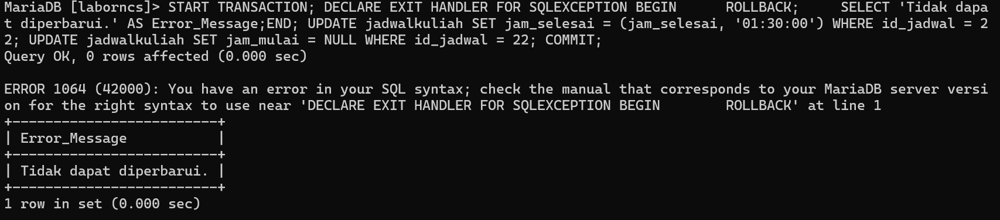 MariaDB [laborncs]> START TRANSACTION; DECLARE EXIT HANDLER FOR SQLEXCEPTION BEGIN      ROLLBACK;     SELECT 'Tidak dapa
t diperbarui.' AS Error_Message;END; UPDATE jadwalkuliah SET jam_selesai = (jam_selesai, '01:30:00') WHERE id_jadwal = 2
2; UPDATE jadwalkuliah SET jam_mulai = NULL WHERE id_jadwal = 22; COMMIT;
Query OK, 0 rows affected (0.000 sec)

ERROR 1064 (42000): You have an error in your SQL syntax; check the manual that corresponds to your MariaDB server versi
on for the right syntax to use near 'DECLARE EXIT HANDLER FOR SQLEXCEPTION BEGIN        ROLLBACK' at line 1
+-------------------------+
| Error_Message           |
+-------------------------+
| Tidak dapat diperbarui. |
+-------------------------+
1 row in set (0.000 sec)